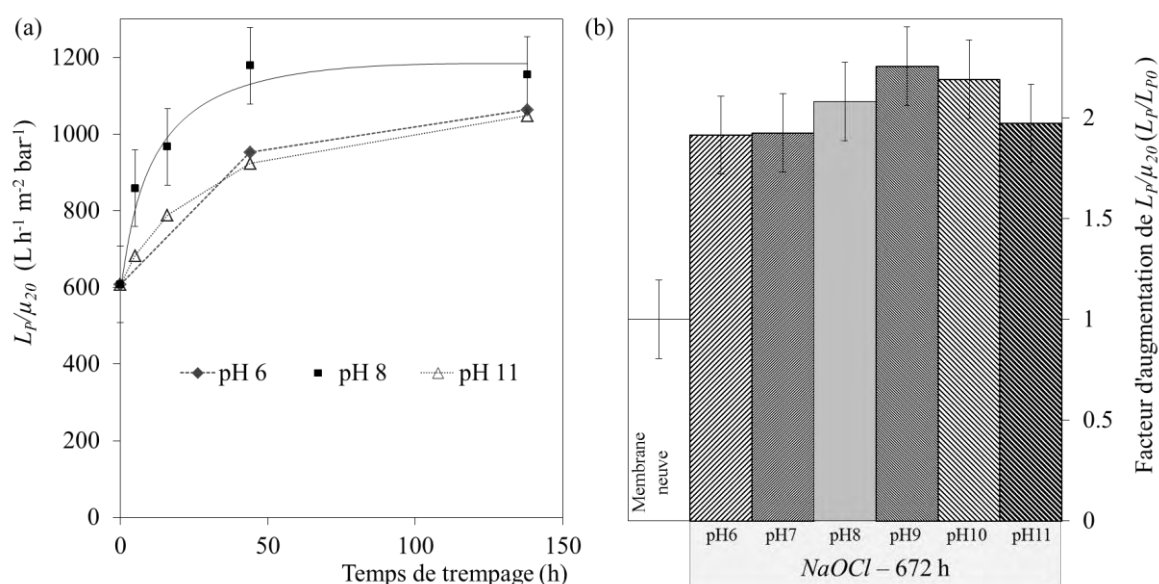 (a)
1200
1000
800
600
400
200
0
L_P/μ_20 (L h-1 m-2 bar-1)
pH 6 pH 8 pH 11
0 50 100 150
Temps de trempage (h)
(b)
2
1.5
1
0.5
0
Facteur d'augmentation de L_P/μ_20 (L_P/L_P0)
Membrane
neuve
pH6 pH7 pH8 pH9 pH10 pH11
NaOCl – 672 h